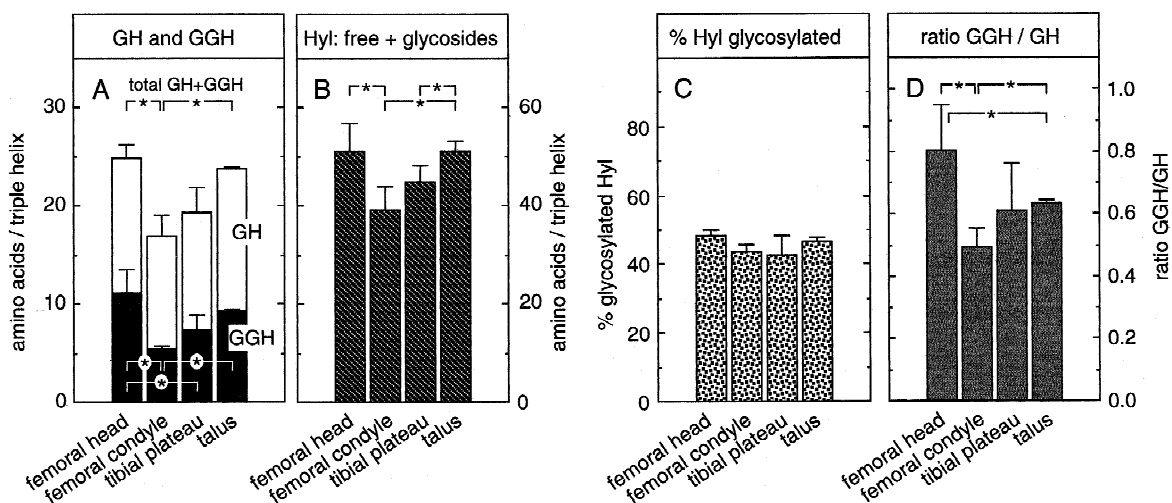 GH and GGH
Hyl: free + glycosides
% Hyl glycosylated
ratio GGH / GH
A
total GH+GGH
* *
B
* *
*
C
D
* *
*
30
20
10
0
amino acids / triple helix
GH
GGH
* *
*
60
40
20
0
amino acids / triple helix
80
60
40
20
0
% glycosylated Hyl
1.0
0.8
0.6
0.4
0.2
0.0
ratio GGH/GH
femoral head
femoral condyle
tibial plateau
talus
femoral head
femoral condyle
tibial plateau
talus
femoral head
femoral condyle
tibial plateau
talus
femoral head
femoral condyle
tibial plateau
talus